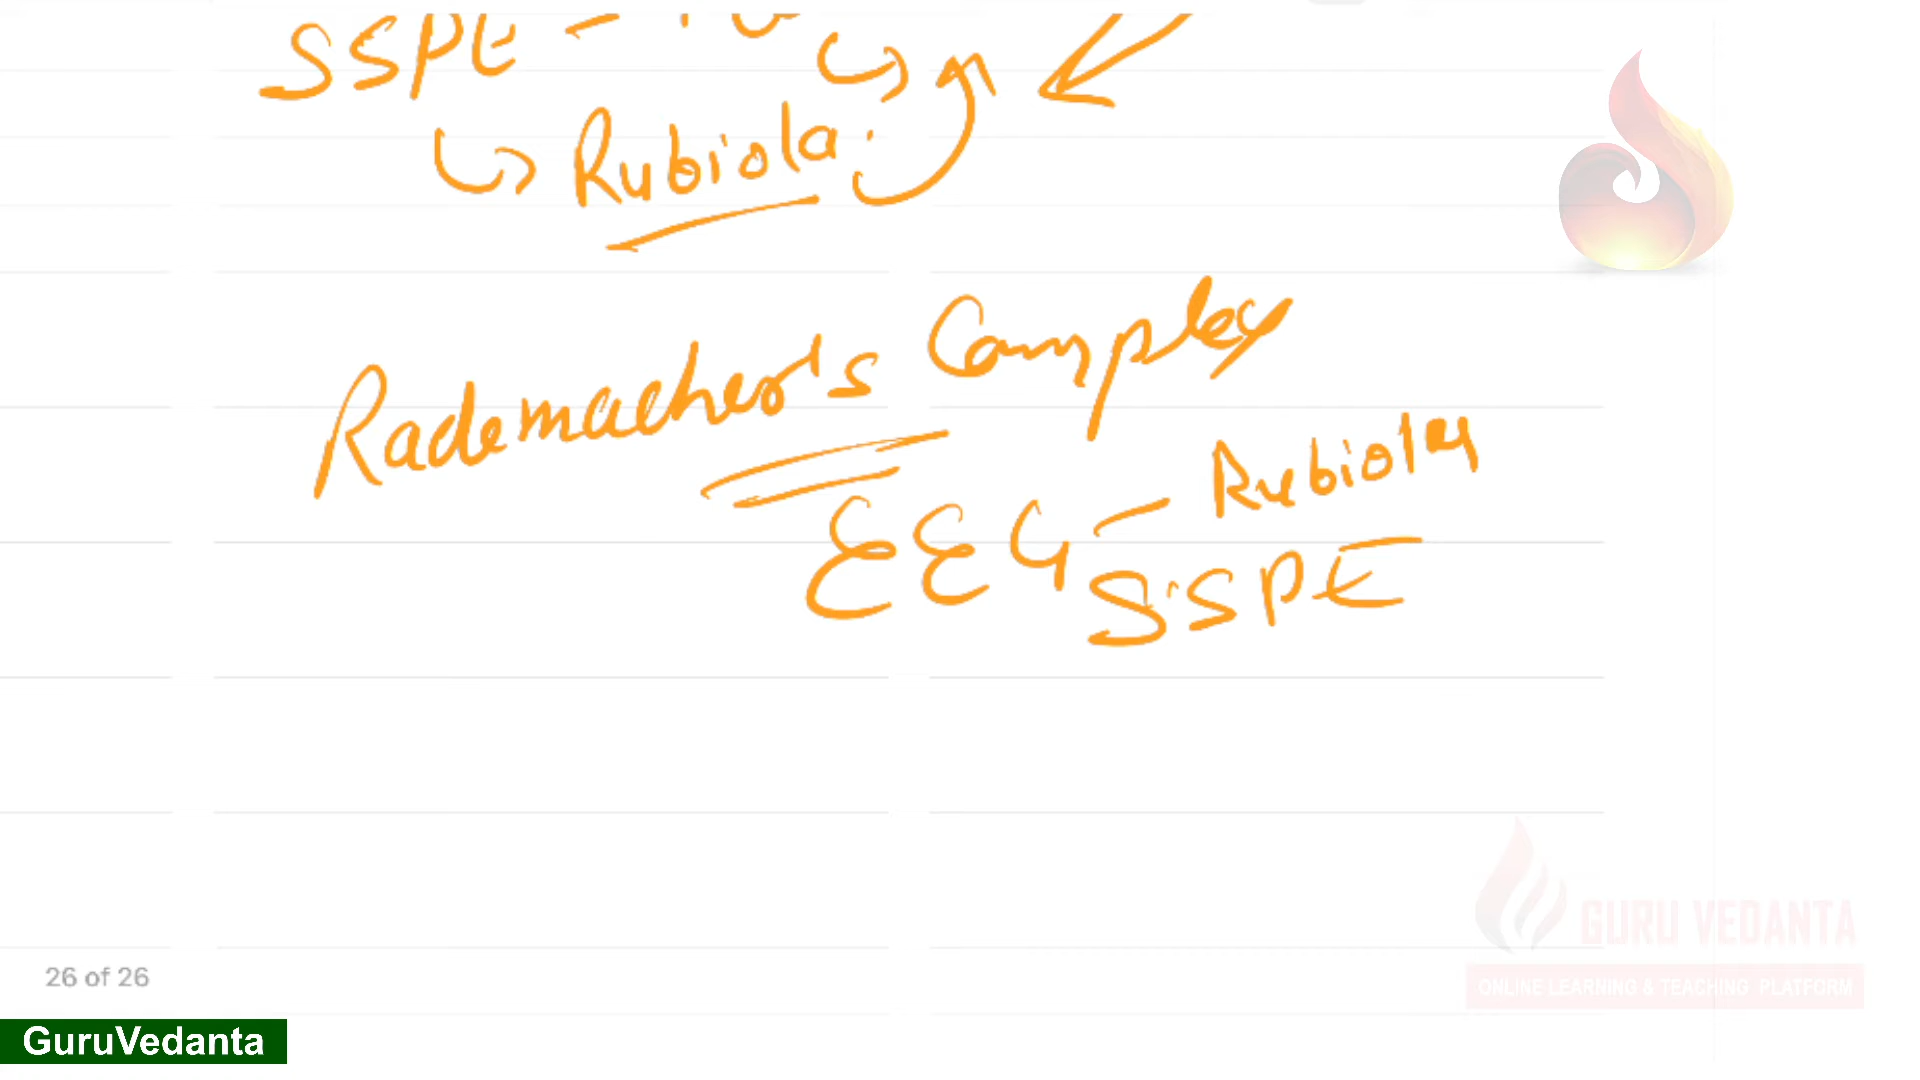 SSPE -
↳ Rubiola.
Rademacher's Complex
EEG - Rubiola
SSPE
GURU VEDANTA
ONLINE LEARNING & TEACHING PLATFORM
26 of 26
GuruVedanta